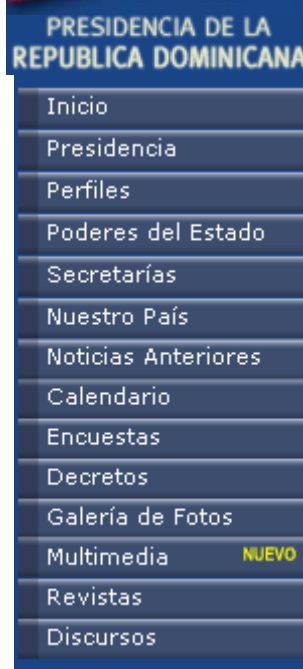 PRESIDENCIA DE LA
REPUBLICA DOMINICANA
Inicio
Presidencia
Perfiles
Poderes del Estado
Secretarías
Nuestro País
Noticias Anteriores
Calendario
Encuestas
Decretos
Galería de Fotos
Multimedia NUEVO
Revistas
Discursos